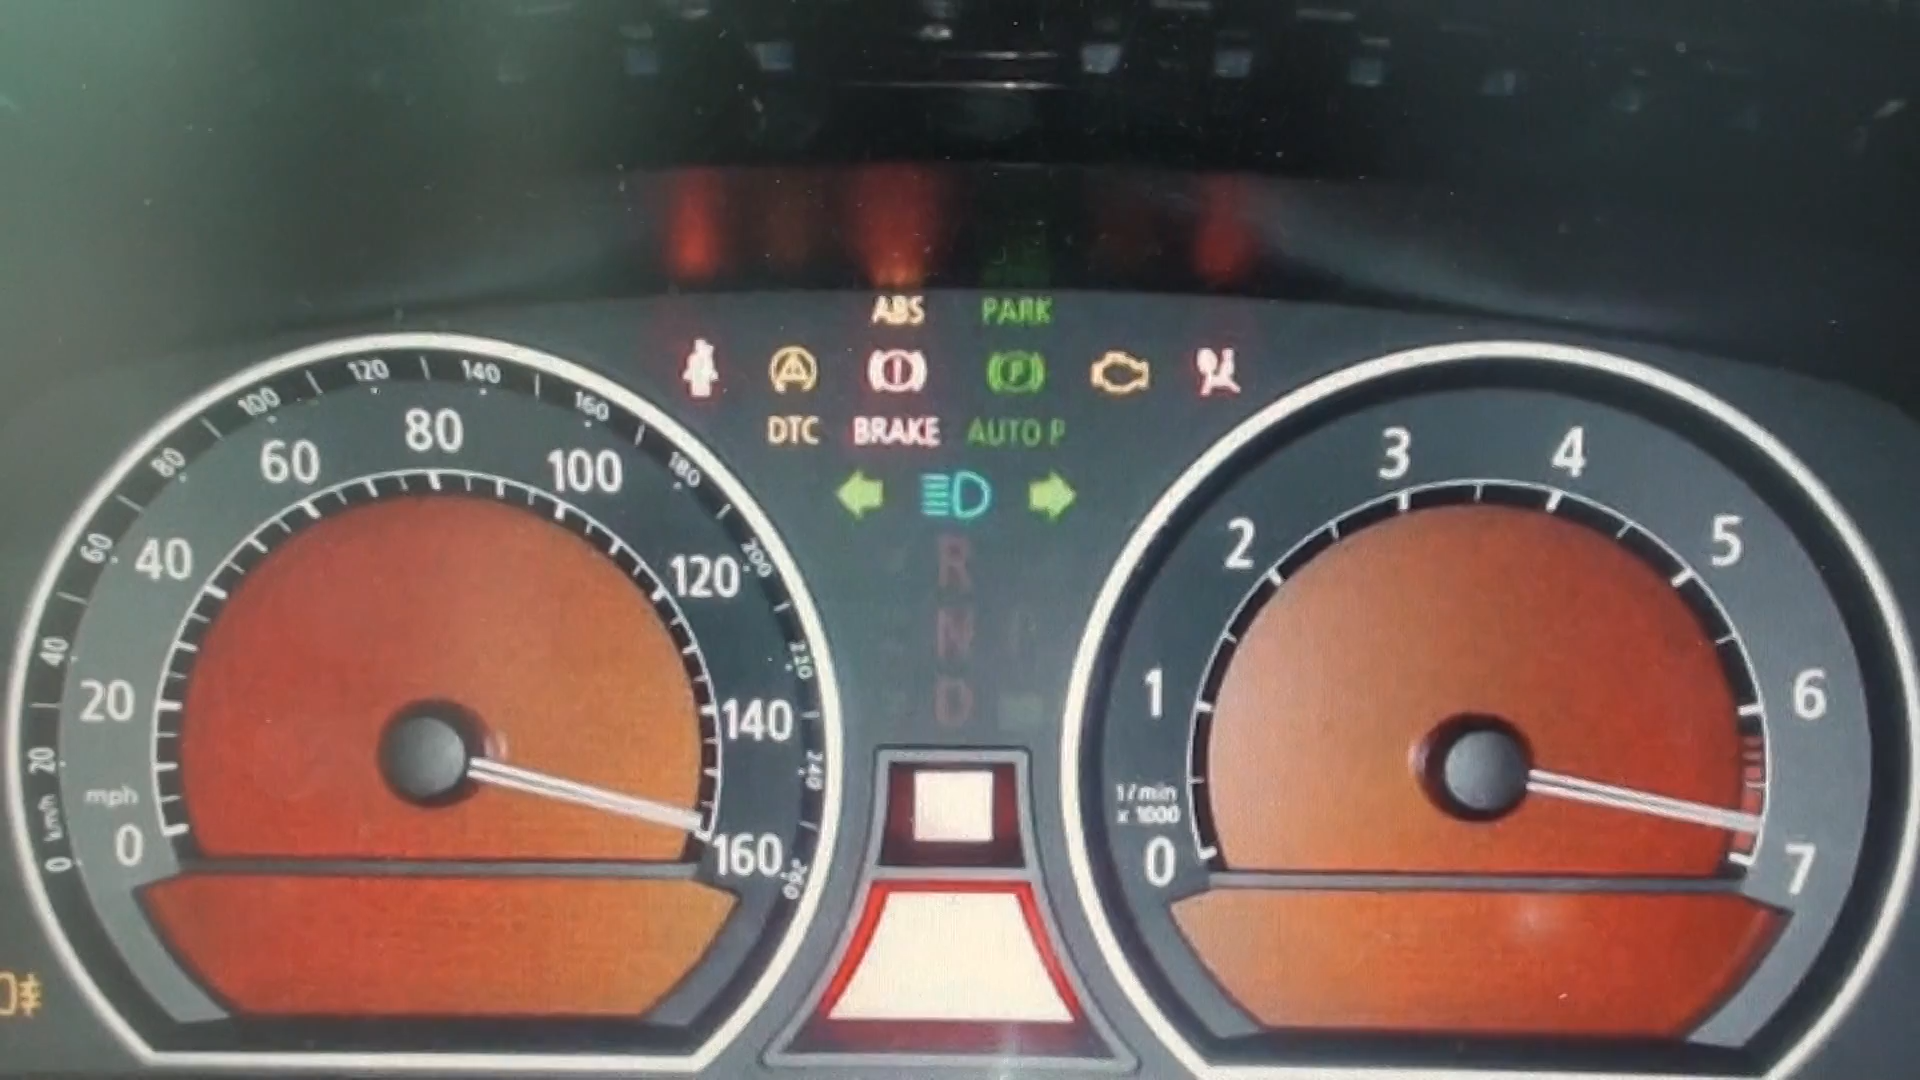 ABS PARK
P
DTC BRAKE AUTO P
0 20 40 60 80 100 120 140 160
mph
km/h
0 20 40 60 80 100 120 140 160 180 200 220 240 260
R
N
D
0 1 2 3 4 5 6 7
1/min
x 1000